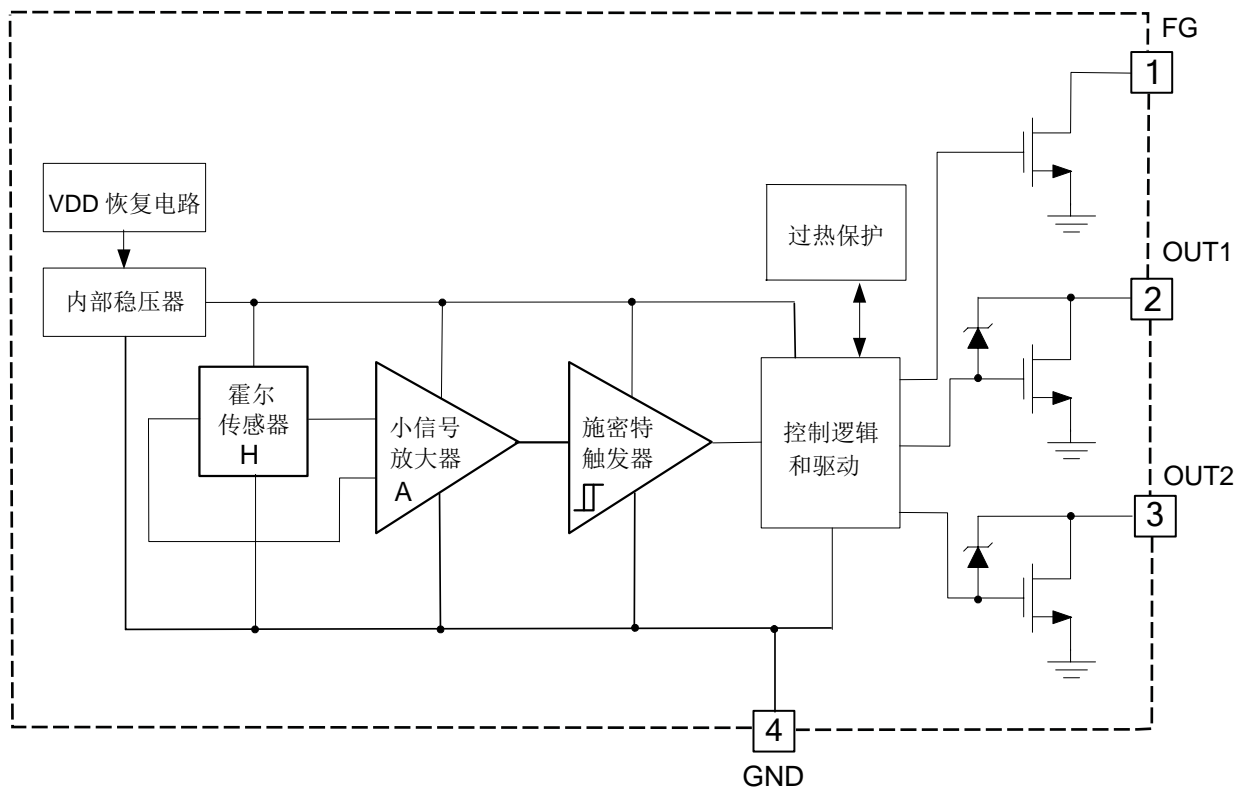 FG
1
VDD 恢复电路
过热保护
OUT1
内部稳压器
2
霍尔
传感器
H
小信号
放大器
A
施密特
触发器
控制逻辑
和驱动
OUT2
3
4
GND